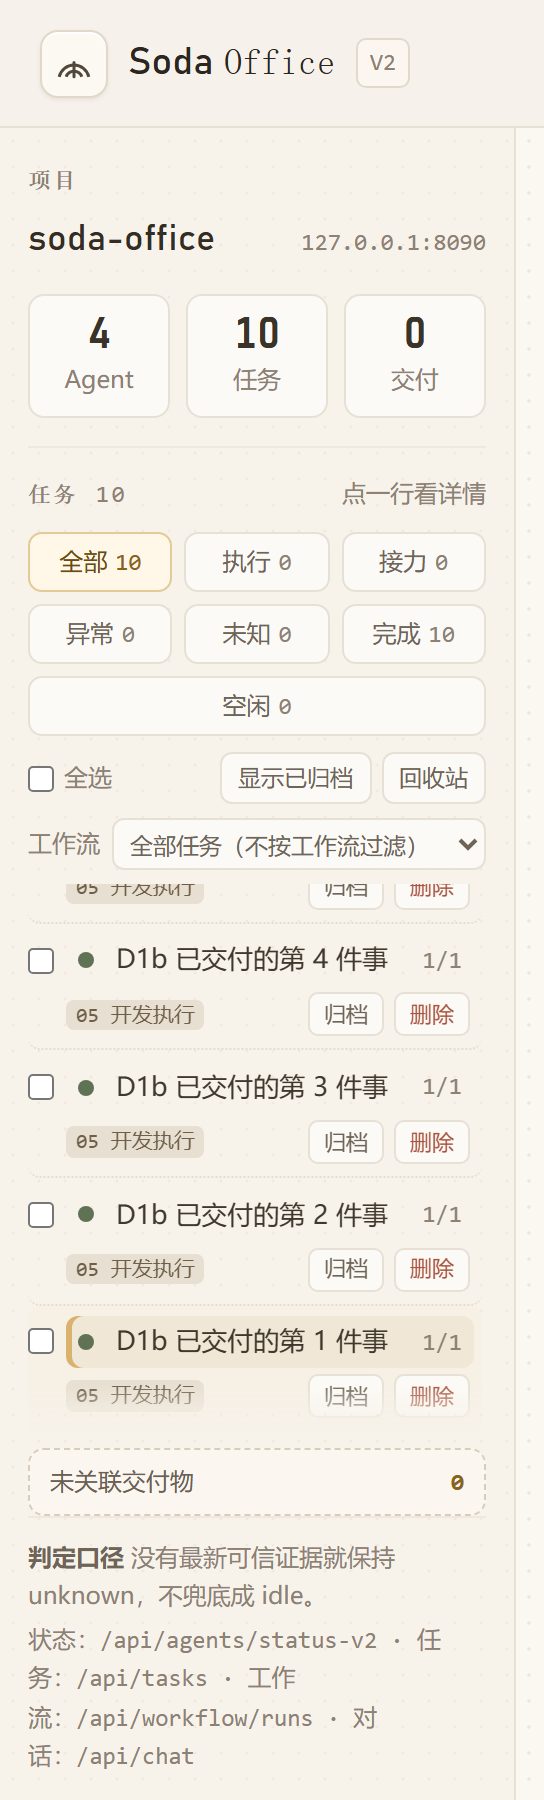 Soda Office V2
项目
soda-office 127.0.0.1:8090
4 10 0
Agent 任务 交付
任务 10 点一行看详情
全部 10 执行 0 接力 0
异常 0 未知 0 完成 10
空闲 0
全选 显示已归档 回收站
工作流 全部任务（不按工作流过滤）
05 开发执行 归档 删除
D1b 已交付的第 4 件事 1/1
05 开发执行 归档 删除
D1b 已交付的第 3 件事 1/1
05 开发执行 归档 删除
D1b 已交付的第 2 件事 1/1
05 开发执行 归档 删除
D1b 已交付的第 1 件事 1/1
05 开发执行 归档 删除
未关联交付物 0
判定口径 没有最新可信证据就保持
unknown，不兜底成 idle。
状态：/api/agents/status-v2 · 任
务：/api/tasks · 工作
流：/api/workflow/runs · 对
话：/api/chat